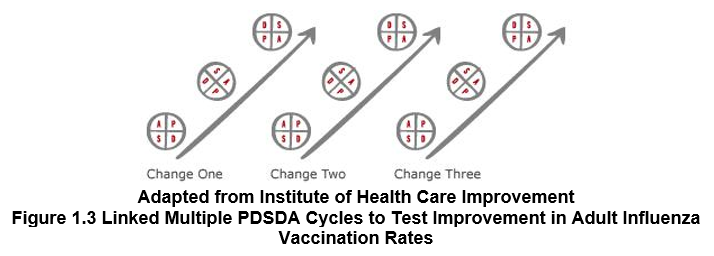 D S
P A
D S
P A
D S
P A
S A
D P
S A
D P
S A
D P
A P
S D
A P
S D
A P
S D
Change One
Change Two
Change Three
Adapted from Institute of Health Care Improvement
Figure 1.3 Linked Multiple PDSDA Cycles to Test Improvement in Adult Influenza
Vaccination Rates